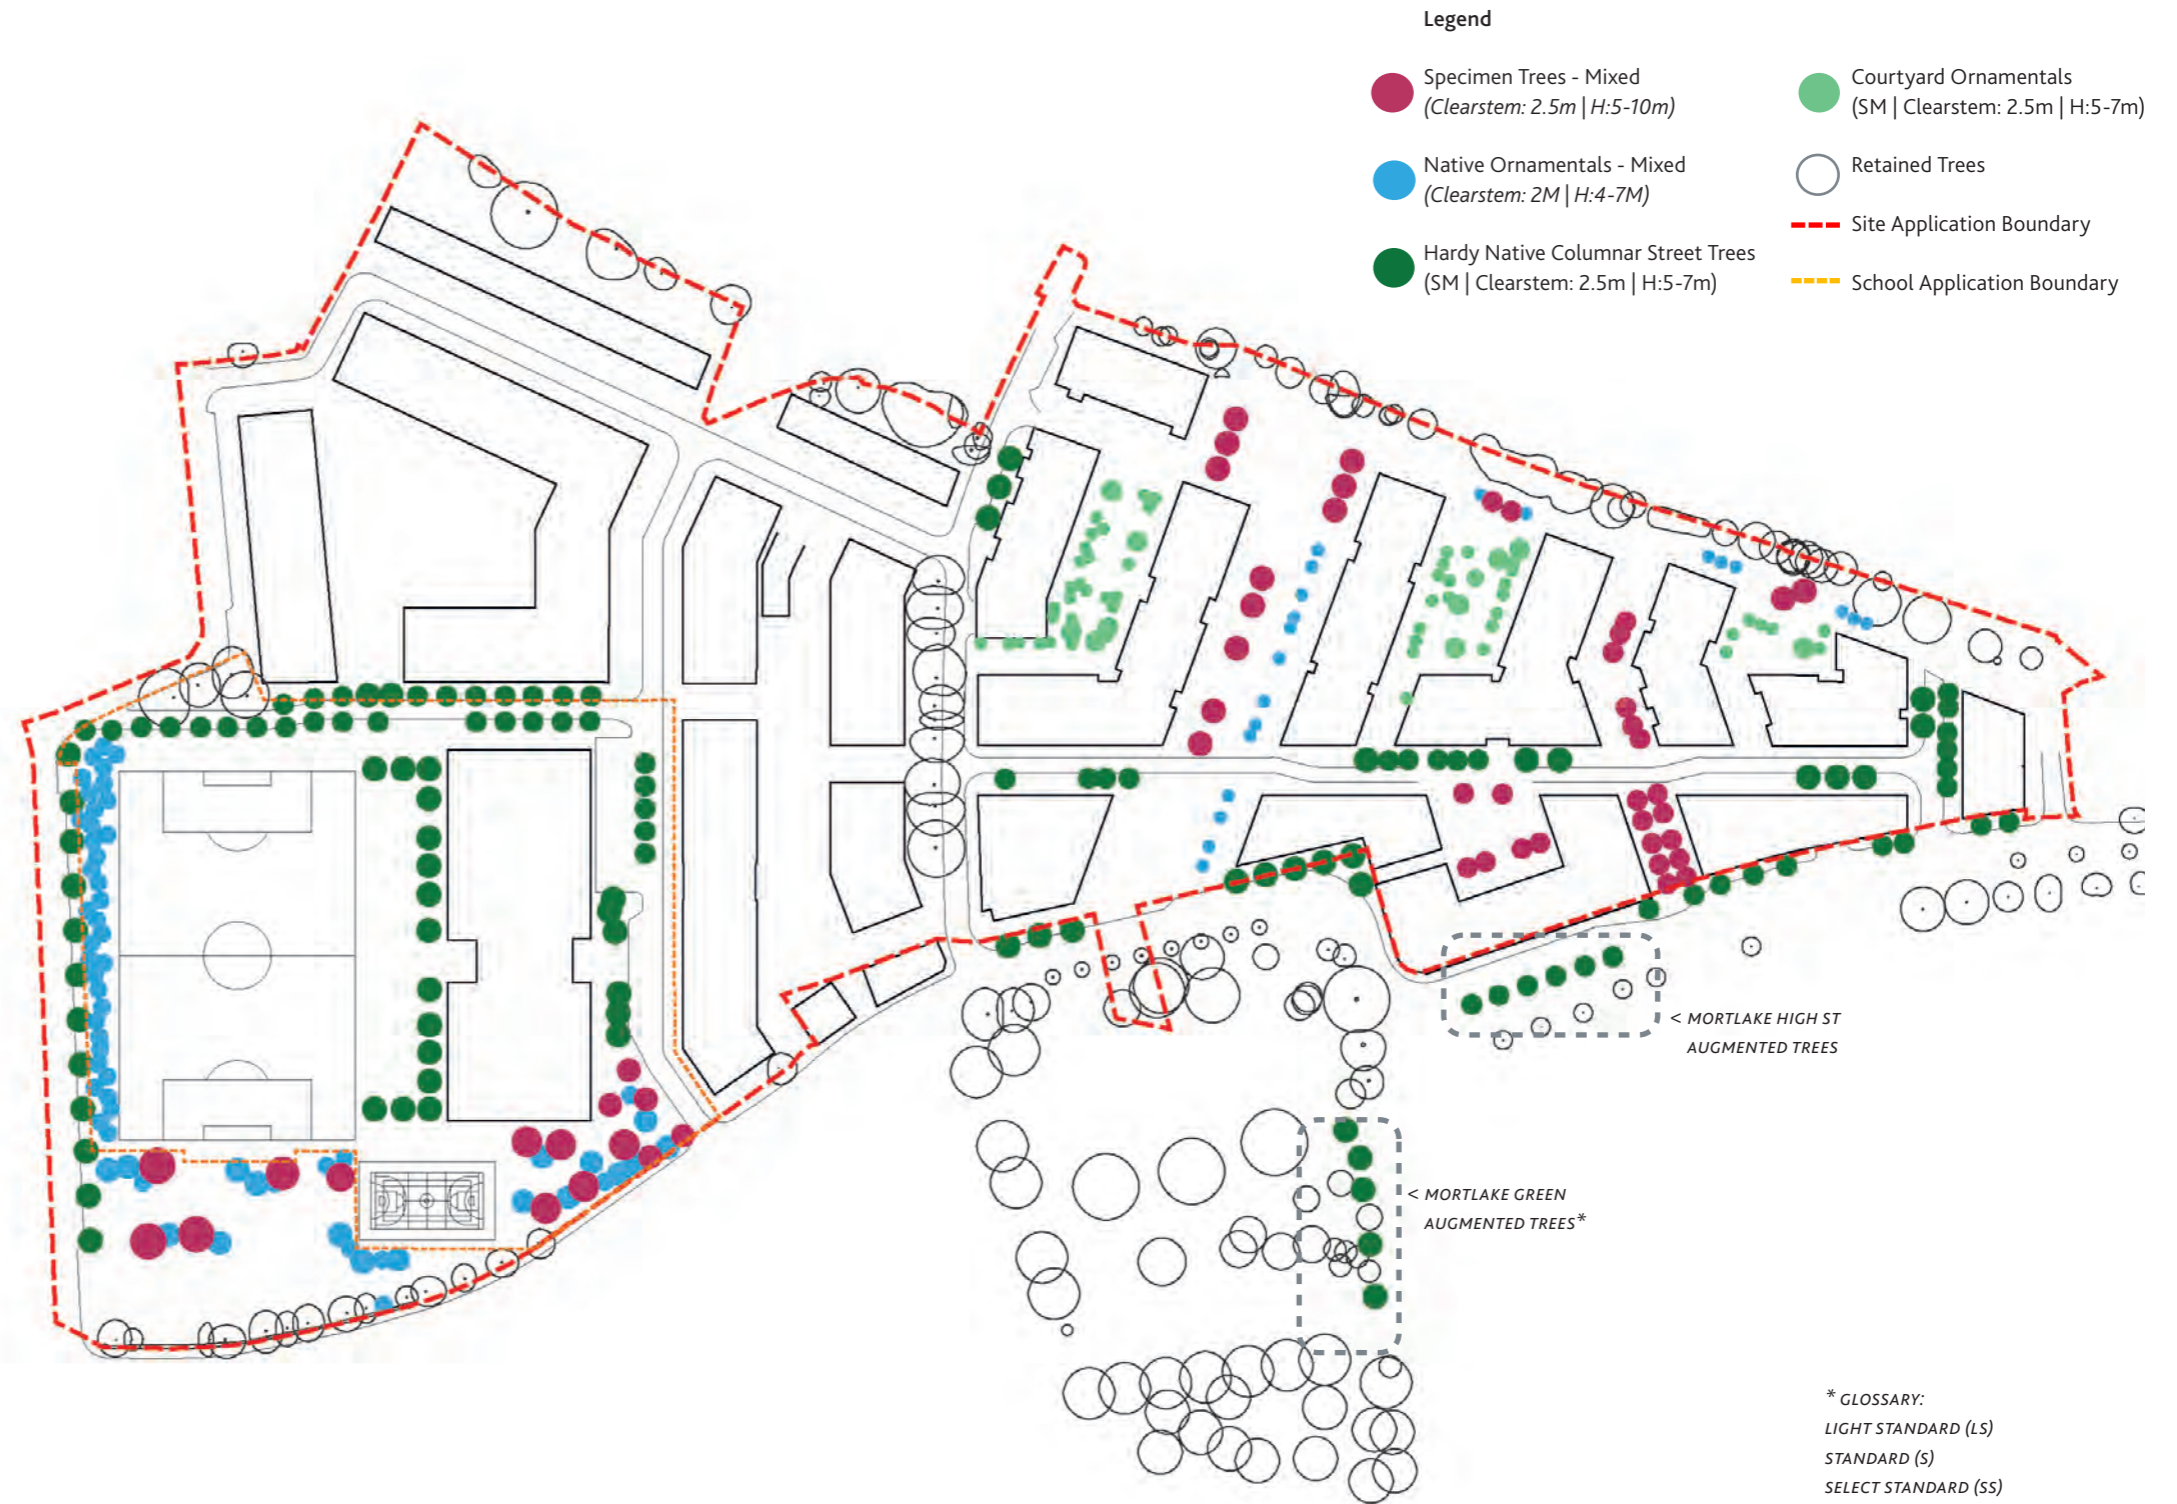 Legend
Specimen Trees - Mixed
(Clearstem: 2.5m | H:5-10m)
Native Ornamentals - Mixed
(Clearstem: 2M | H:4-7M)
Hardy Native Columnar Street Trees
(SM | Clearstem: 2.5m | H:5-7m)
Courtyard Ornamentals
(SM | Clearstem: 2.5m | H:5-7m)
Retained Trees
Site Application Boundary
School Application Boundary
< MORTLAKE HIGH ST
AUGMENTED TREES
< MORTLAKE GREEN
AUGMENTED TREES*
* GLOSSARY:
LIGHT STANDARD (LS)
STANDARD (S)
SELECT STANDARD (SS)